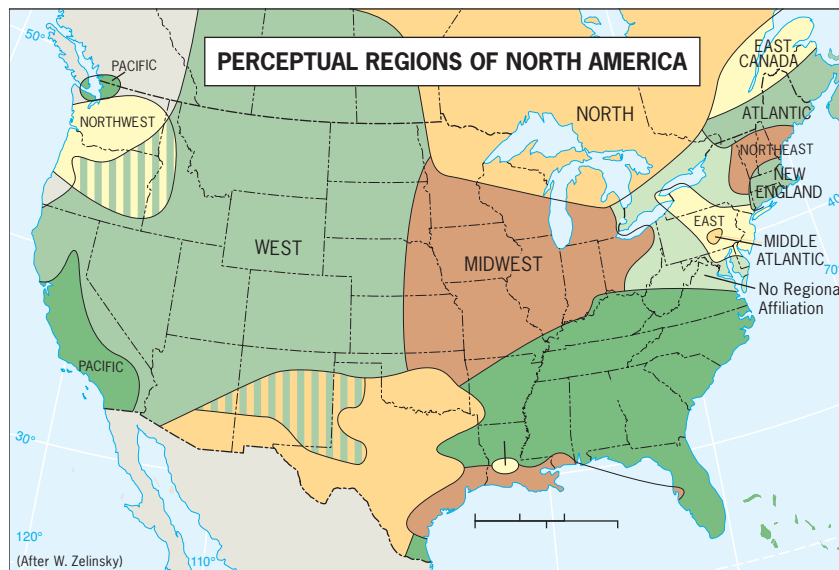 50°
PERCEPTUAL REGIONS OF NORTH AMERICA
PACIFIC
EAST
CANADA
NORTHWEST
NORTH
ATLANTIC
NORTHEAST
NEW
ENGLAND
40°
EAST
WEST
MIDWEST
MIDDLE
ATLANTIC
70°
No Regional
Affiliation
PACIFIC
30°
120°
(After W. Zelinsky)
110°